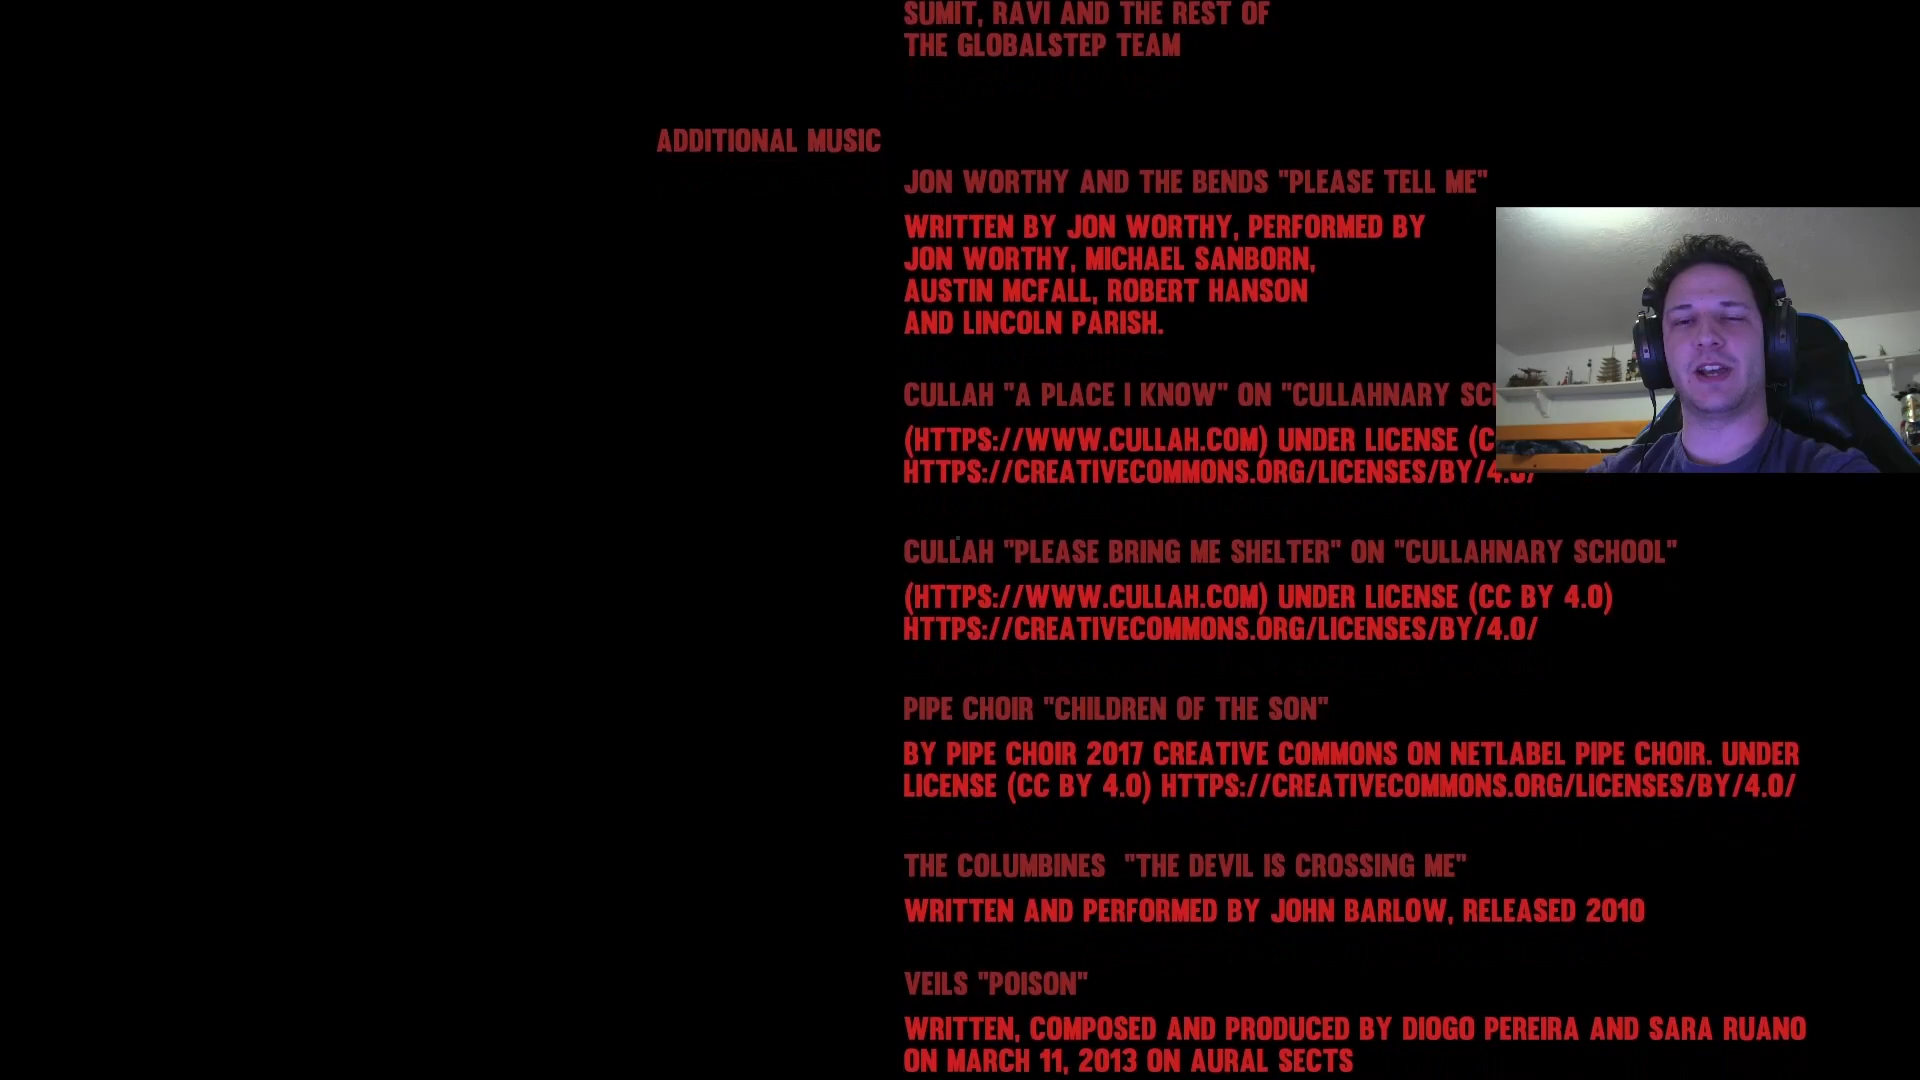 SUMIT, RAVI AND THE REST OF
THE GLOBALSTEP TEAM
ADDITIONAL MUSIC
JON WORTHY AND THE BENDS "PLEASE TELL ME"
WRITTEN BY JON WORTHY, PERFORMED BY
JON WORTHY, MICHAEL SANBORN,
AUSTIN MCFALL, ROBERT HANSON
AND LINCOLN PARISH.
CULLAH "A PLACE I KNOW" ON "CULLAHNARY
(HTTPS://WWW.CULLAH.COM) UNDER LICENSE
HTTPS://CREATIVECOMMONS.ORG/LICENSES/BY/4.0/
CULLAH "PLEASE BRING ME SHELTER" ON "CULLAHNARY SCHOOL"
(HTTPS://WWW.CULLAH.COM) UNDER LICENSE (CC BY 4.0)
HTTPS://CREATIVECOMMONS.ORG/LICENSES/BY/4.0/
PIPE CHOIR "CHILDREN OF THE SON"
BY PIPE CHOIR 2017 CREATIVE COMMONS ON NETLABEL PIPE CHOIR. UNDER
LICENSE (CC BY 4.0) HTTPS://CREATIVECOMMONS.ORG/LICENSES/BY/4.0/
THE COLUMBINES "THE DEVIL IS CROSSING ME"
WRITTEN AND PERFORMED BY JOHN BARLOW, RELEASED 2010
VEILS "POISON"
WRITTEN, COMPOSED AND PRODUCED BY DIOGO PEREIRA AND SARA RUANO
ON MARCH 11, 2013 ON AURAL SECTS